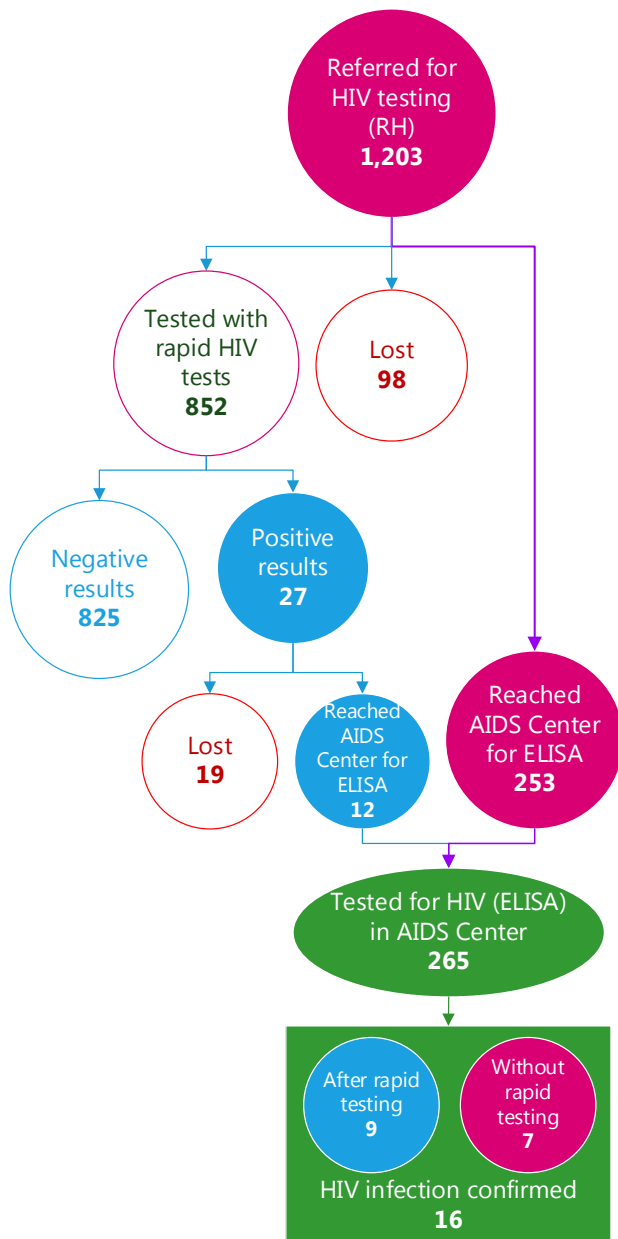 Referred for
HIV testing
(RH)
1,203
Tested with
rapid HIV
tests
852
Lost
98
Negative
results
825
Positive
results
27
Lost
19
Reached
AIDS
Center for
ELISA
12
Reached
AIDS Center
for ELISA
253
Tested for HIV (ELISA)
in AIDS Center
265
After rapid
testing
9
Without
rapid
testing
7
HIV infection confirmed
16